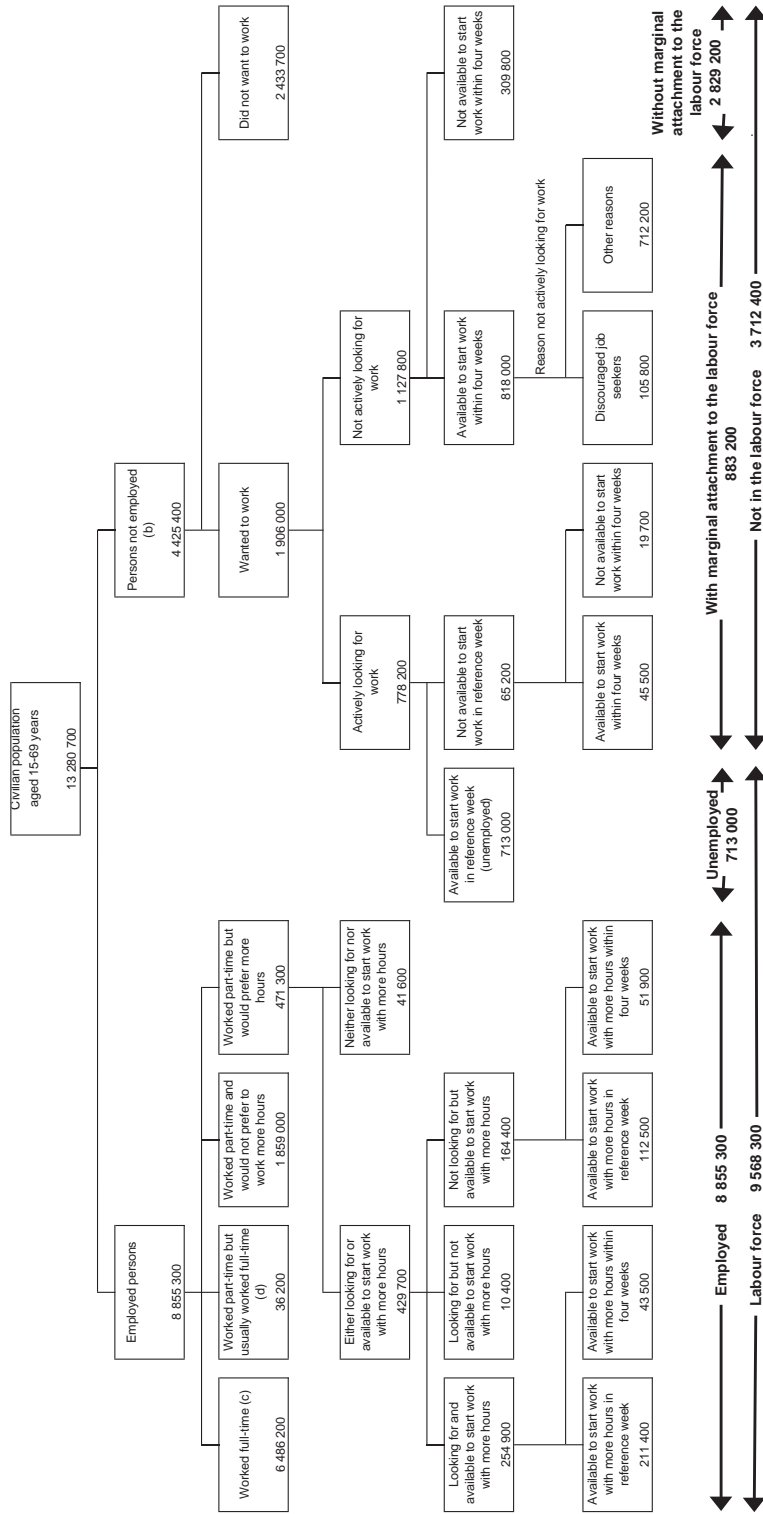 Civilian population
aged 15-69 years
13 280 700
Employed persons
8 855 300
Persons not employed
(b)
4 425 400
Worked full-time (c)
6 486 200
Worked part-time but
usually worked full-time
(d)
36 200
Worked part-time and
would not prefer to
work more hours
1 859 000
Worked part-time but
would prefer more
hours
471 300
Wanted to work
1 906 000
Did not want to work
2 433 700
Either looking for or
available to start work
with more hours
429 700
Neither looking for nor
available to start work
with more hours
41 600
Actively looking for
work
778 200
Not actively looking for
work
1 127 800
Looking for and
available to start work
with more hours
254 900
Looking for but not
available to start work
with more hours
10 400
Not looking for but
available to start work
with more hours
164 400
Available to start work
in reference week
(unemployed)
713 000
Not available to start
work in reference week
65 200
Available to start work
within four weeks
818 000
Not available to start
work within four weeks
309 800
Reason not actively looking for work
Available to start work
with more hours in
reference week
211 400
Available to start work
with more hours within
four weeks
43 500
Available to start work
with more hours in
reference week
112 500
Available to start work
with more hours within
four weeks
51 900
Available to start work
within four weeks
45 500
Not available to start
work within four weeks
19 700
Discouraged job
seekers
105 800
Other reasons
712 200
Employed 8 855 300
Unemployed
713 000
With marginal attachment to the labour force
883 200
Without marginal
attachment to the
labour force
2 829 200
Labour force 9 568 300
Not in the labour force 3 712 400